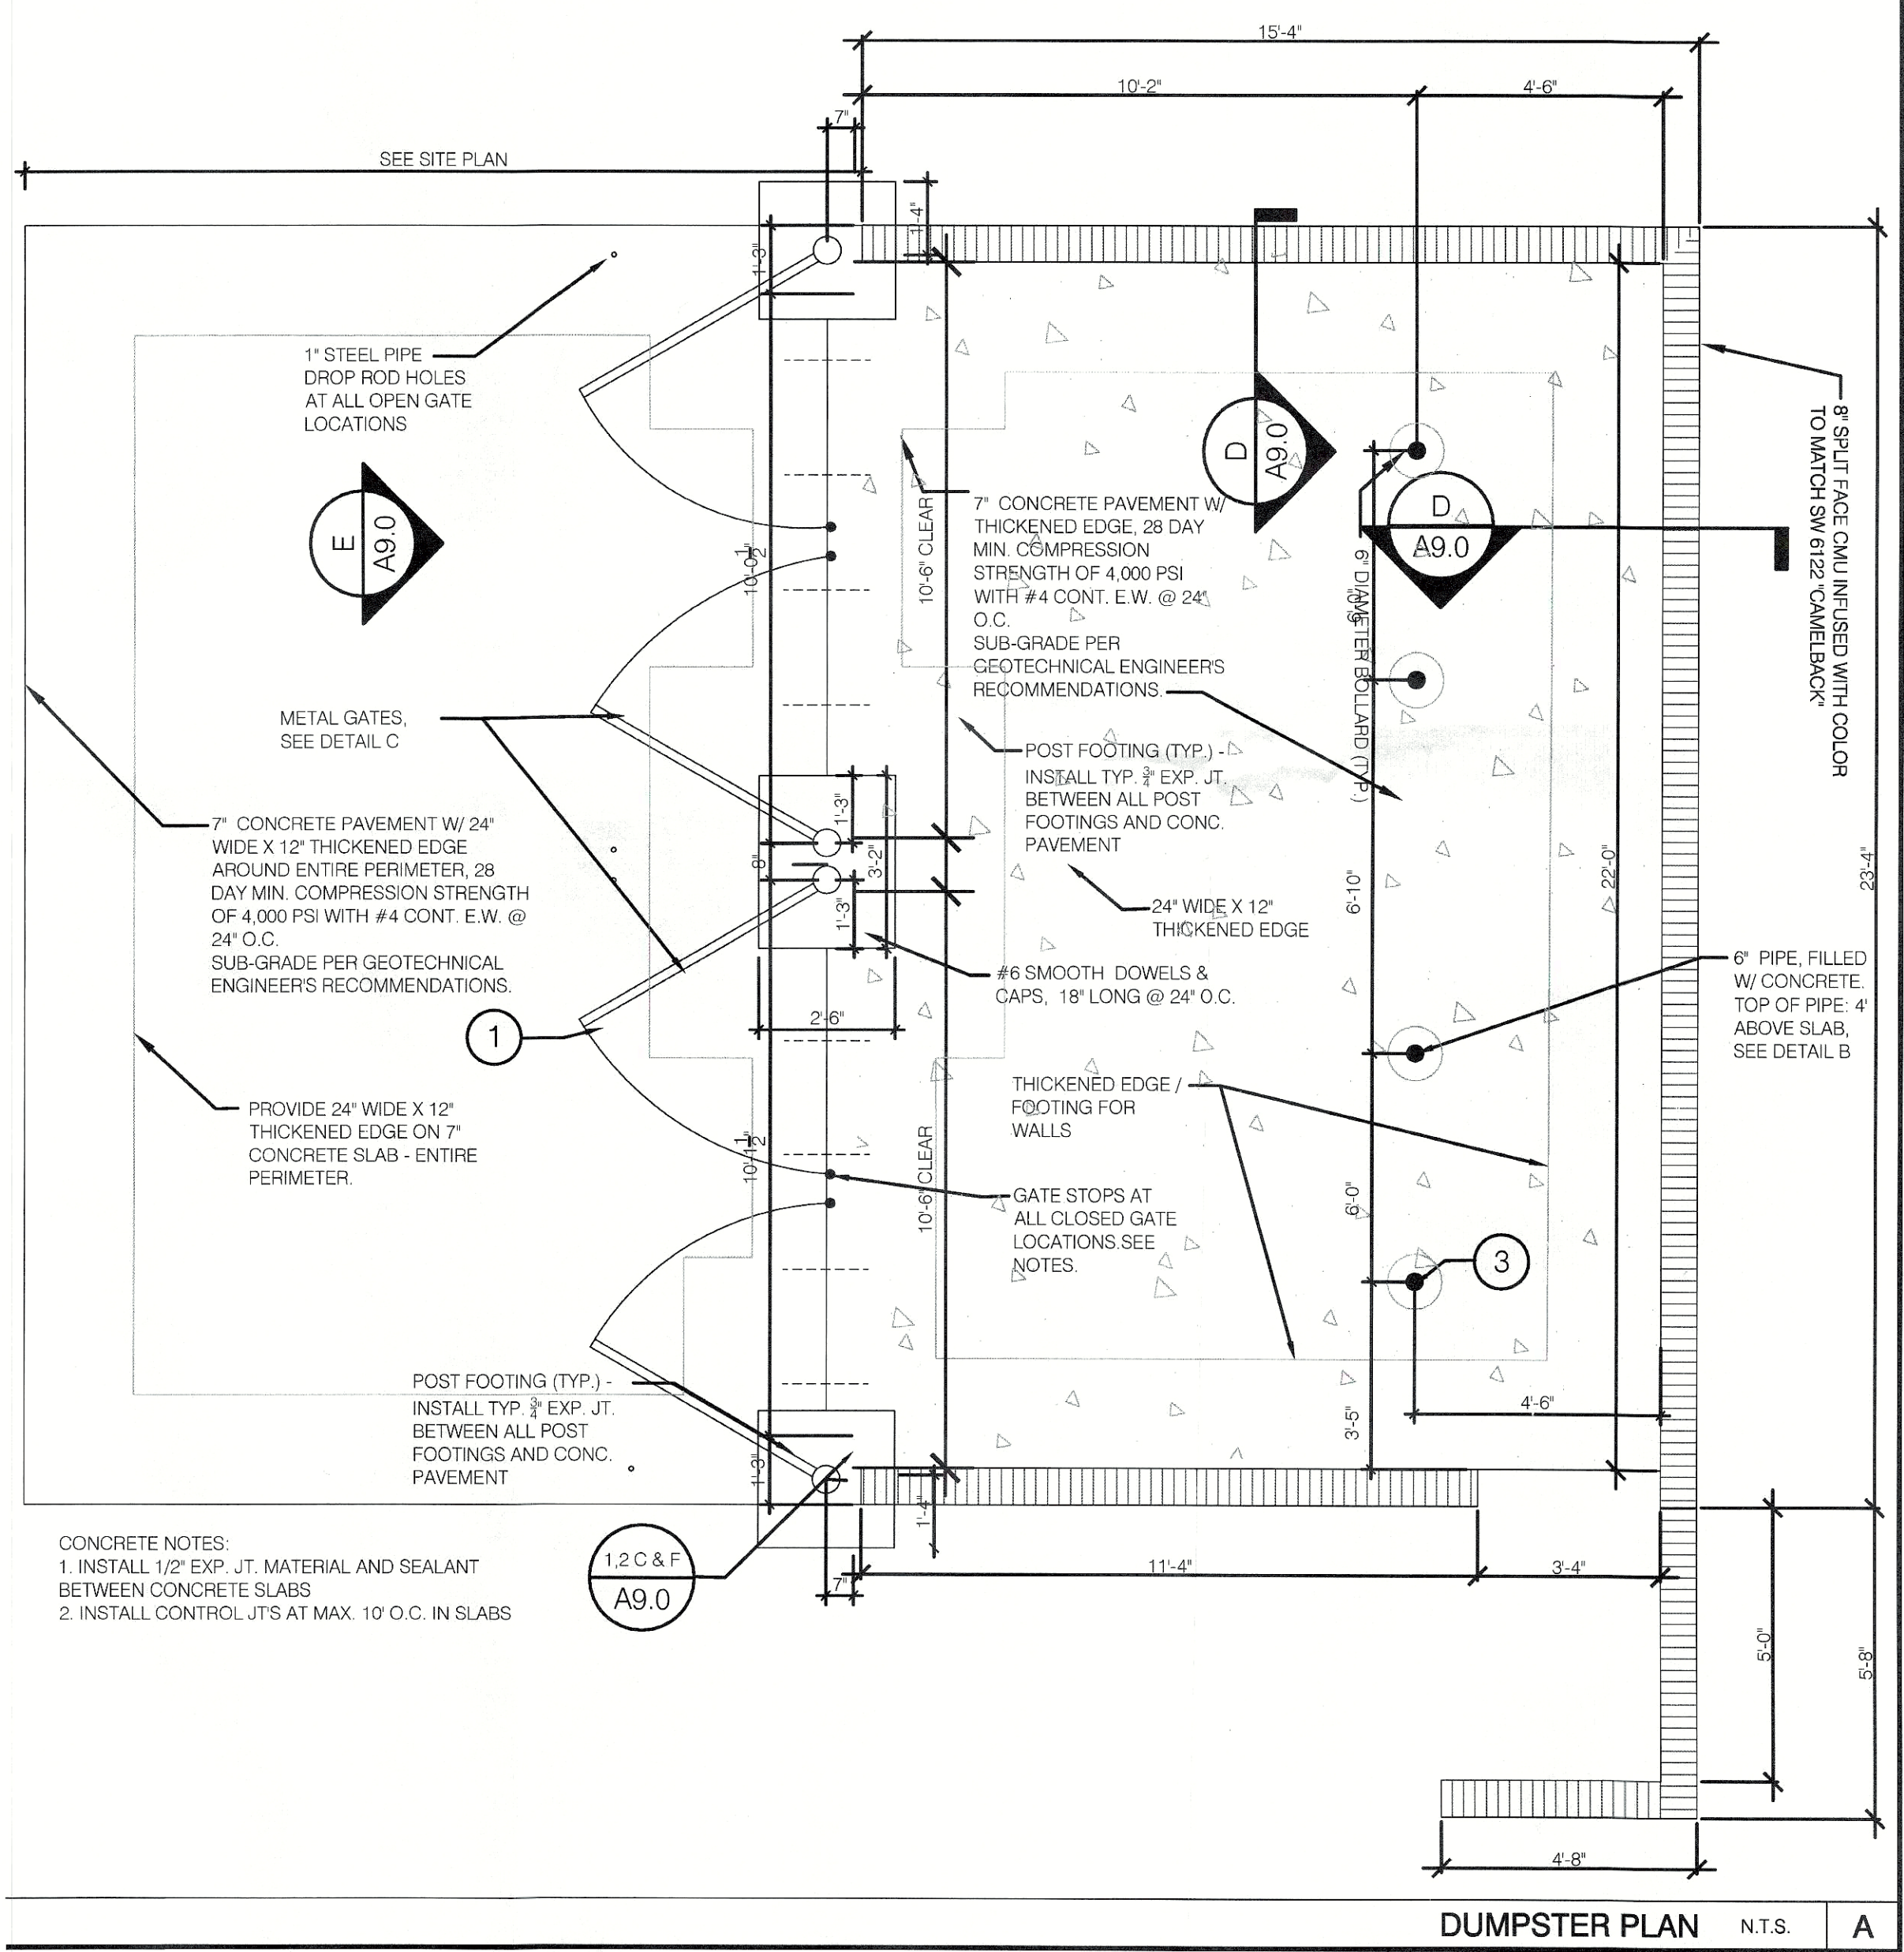 15'-4"
10'-2"
4'-6"
7"
SEE SITE PLAN
1'-4"
1'-3"
1" STEEL PIPE
DROP ROD HOLES
AT ALL OPEN GATE
LOCATIONS
8" SPLIT FACE CMU INFUSED WITH COLOR
TO MATCH SW 6122 "CAMELBACK"
D
A9.0
D
A9.0
E
A9.0
10'-6" CLEAR
7" CONCRETE PAVEMENT W/
THICKENED EDGE, 28 DAY
MIN. COMPRESSION
STRENGTH OF 4,000 PSI
WITH #4 CONT. E.W. @ 24"
O.C.
SUB-GRADE PER
GEOTECHNICAL ENGINEER'S
RECOMMENDATIONS.
10'-0 1/2"
6" DIAMETER BOLLARD (TYP.)
METAL GATES,
SEE DETAIL C
POST FOOTING (TYP.) -
INSTALL TYP. 3/4" EXP. JT.
BETWEEN ALL POST
FOOTINGS AND CONC.
PAVEMENT
7" CONCRETE PAVEMENT W/ 24"
WIDE X 12" THICKENED EDGE
AROUND ENTIRE PERIMETER, 28
DAY MIN. COMPRESSION STRENGTH
OF 4,000 PSI WITH #4 CONT. E.W. @
24" O.C.
SUB-GRADE PER GEOTECHNICAL
ENGINEER'S RECOMMENDATIONS.
1'-3"
8"
3'-2"
1'-3"
6'-10"
22'-0"
23'-4"
24" WIDE X 12"
THICKENED EDGE
#6 SMOOTH DOWELS &
CAPS, 18" LONG @ 24" O.C.
6" PIPE, FILLED
W/ CONCRETE.
TOP OF PIPE: 4'
ABOVE SLAB,
SEE DETAIL B
2'-6"
1
PROVIDE 24" WIDE X 12"
THICKENED EDGE ON 7"
CONCRETE SLAB - ENTIRE
PERIMETER.
THICKENED EDGE /
FOOTING FOR
WALLS
10'-1 1/2"
10'-6" CLEAR
6'-0"
GATE STOPS AT
ALL CLOSED GATE
LOCATIONS.SEE
NOTES.
3
POST FOOTING (TYP.) -
INSTALL TYP. 3/4" EXP. JT.
BETWEEN ALL POST
FOOTINGS AND CONC.
PAVEMENT
3'-5"
4'-6"
1'-3"
1'-4"
CONCRETE NOTES:
1. INSTALL 1/2" EXP. JT. MATERIAL AND SEALANT
BETWEEN CONCRETE SLABS
2. INSTALL CONTROL JT'S AT MAX. 10' O.C. IN SLABS
1,2 C & F
A9.0
7"
11'-4"
3'-4"
5'-0"
5'-8"
4'-8"
DUMPSTER PLAN
N.T.S.
A